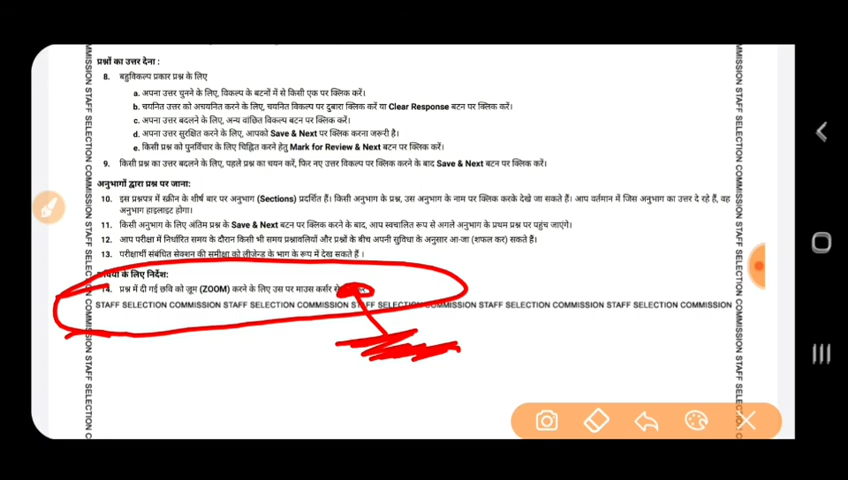 प्रश्नों का उत्तर देना :
8. बहुविकल्प प्रकार प्रश्न के लिए
a. अपना उत्तर चुनने के लिए, विकल्प के बटनों में से किसी एक पर क्लिक करें।
b. चयनित उत्तर को अचयनित करने के लिए, चयनित विकल्प पर दुबारा क्लिक करें या Clear Response बटन पर क्लिक करें।
c. अपना उत्तर बदलने के लिए, अन्य वांछित विकल्प बटन पर क्लिक करें।
d. अपना उत्तर सुरक्षित करने के लिए, आपको Save & Next पर क्लिक करना जरूरी है।
e. किसी प्रश्न को पुनर्विचार के लिए चिह्नित करने हेतु Mark for Review & Next बटन पर क्लिक करें।
9. किसी प्रश्न का उत्तर बदलने के लिए, पहले प्रश्न का चयन करें, फिर नए उत्तर विकल्प पर क्लिक करने के बाद Save & Next बटन पर क्लिक करें।
अनुभागों द्वारा प्रश्न पर जाना:
10. इस प्रश्नपत्र में स्क्रीन के शीर्ष बार पर अनुभाग (Sections) प्रदर्शित हैं। किसी अनुभाग के प्रश्न, उस अनुभाग के नाम पर क्लिक करके देखे जा सकते हैं। आप वर्तमान में जिस अनुभाग का उत्तर दे रहे हैं, वह
अनुभाग हाइलाइट होगा।
11. किसी अनुभाग के लिए अंतिम प्रश्न के Save & Next बटन पर क्लिक करने के बाद, आप स्वचालित रूप से अगले अनुभाग के प्रथम प्रश्न पर पहुंच जाएंगे।
12. आप परीक्षा में निर्धारित समय के दौरान किसी भी समय प्रश्नावलियों और प्रश्नों के बीच अपनी सुविधा के अनुसार आ-जा (शफल कर) सकते हैं।
13. परीक्षार्थी संबंधित सेक्शन की समीक्षा को लीजेन्ड के भाग के रूप में देख सकते हैं ।
के लिए निर्देश:
14. प्रश्न में दी गई छवि को ज़ूम (ZOOM) करने के लिए उस पर माउस कर्सर
STAFF SELECTION COMMISSION STAFF SELECTION COMMISSION STAFF SELECTION COMMISSION STAFF SELECTION COMMISSION STAFF SELECTION COMMISSION
MISSION STAFF SELECTION COMMISSION STAFF SELECTION C
MISSION STAFF SELECTION COMMISSION STAFF SELECTION C